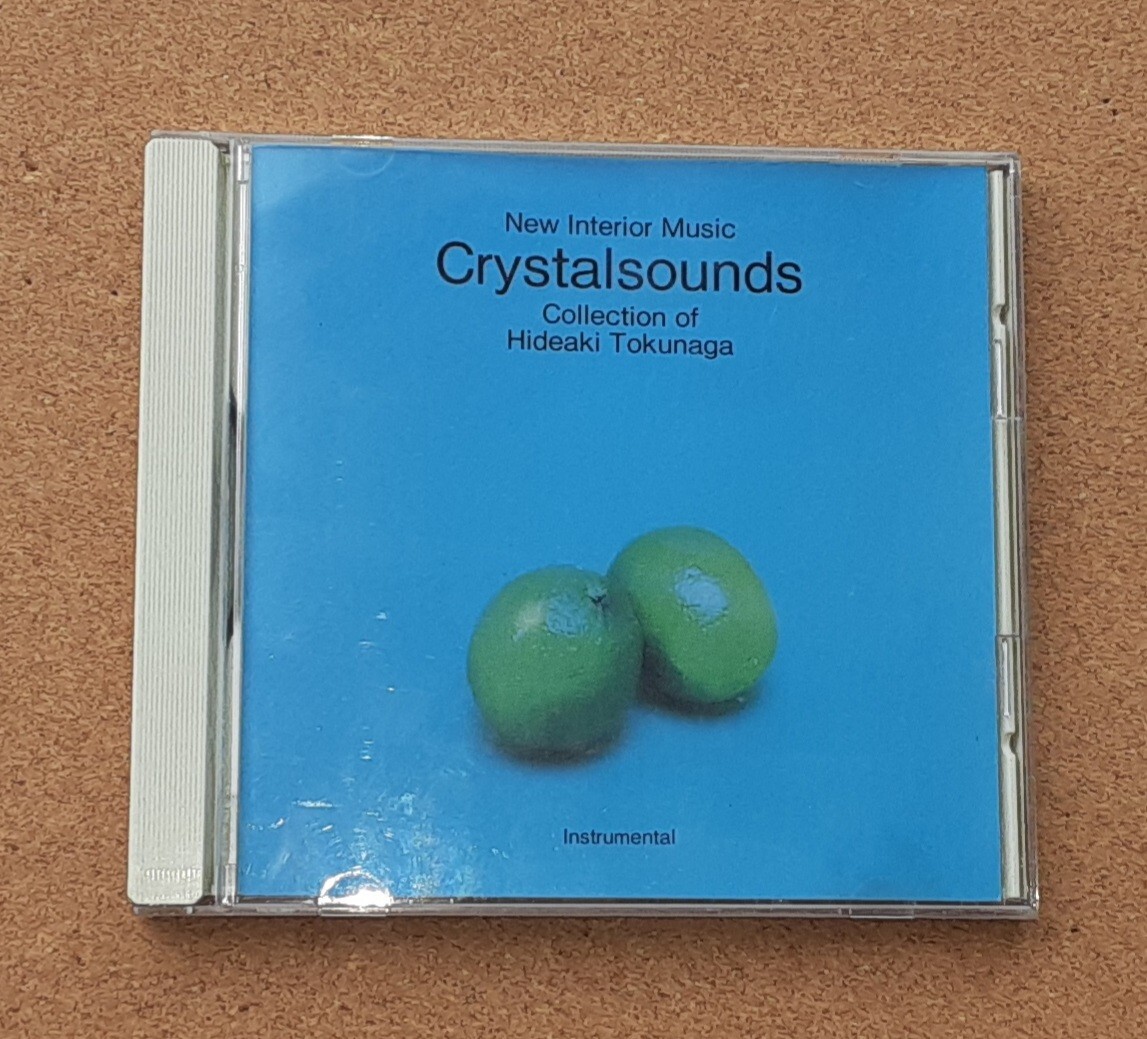 New Interior Music
Crystalsounds
Collection of
Hideaki Tokunaga
Instrumental